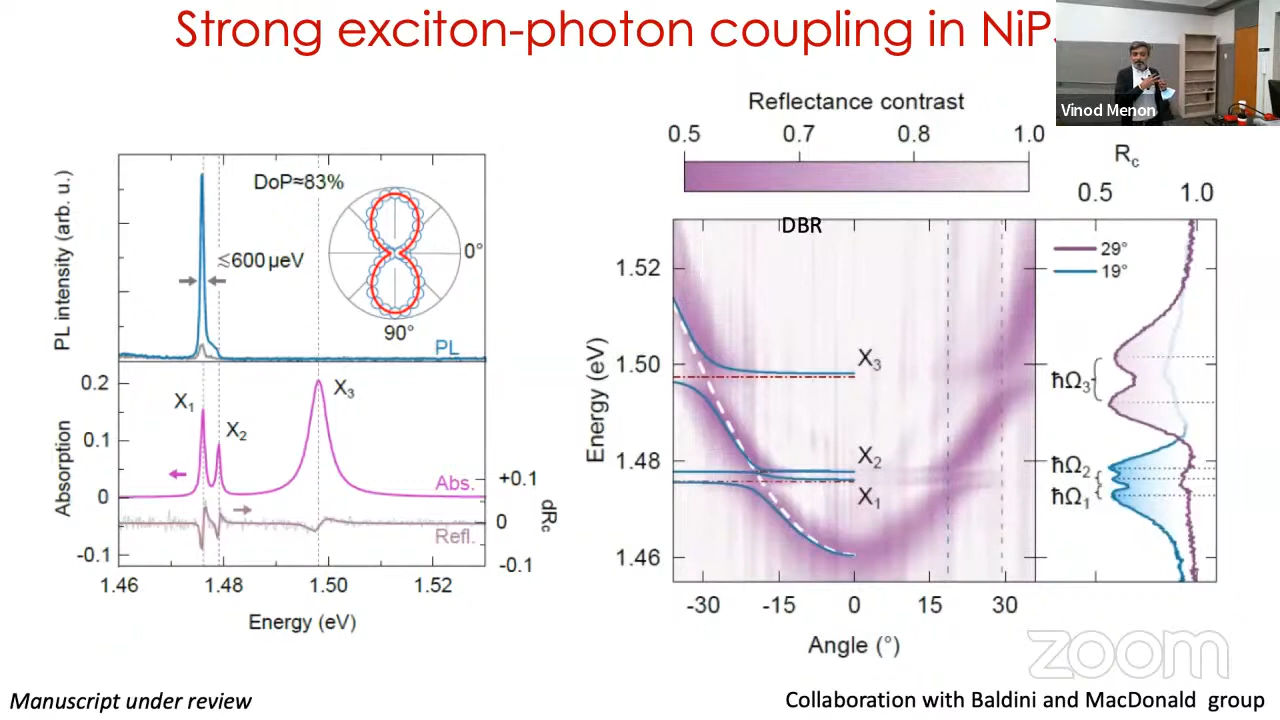 Strong exciton-photon coupling in NiP
Vinod Menon
PL intensity (arb. u.)
DoP≈83%
≲600 µeV
0°
90°
PL
Absorption
0.2
0.1
0
-0.1
X1
X2
X3
Abs.
Refl.
+0.1
0
-0.1
dRc
1.46
1.48
1.50
1.52
Energy (eV)
Reflectance contrast
0.5
0.7
0.8
1.0
DBR
Energy (eV)
1.52
1.50
1.48
1.46
X3
X2
X1
-30
-15
0
15
30
Angle (°)
Rc
0.5
1.0
29°
19°
ħΩ3
ħΩ2
ħΩ1
zoom
Manuscript under review
Collaboration with Baldini and MacDonald group